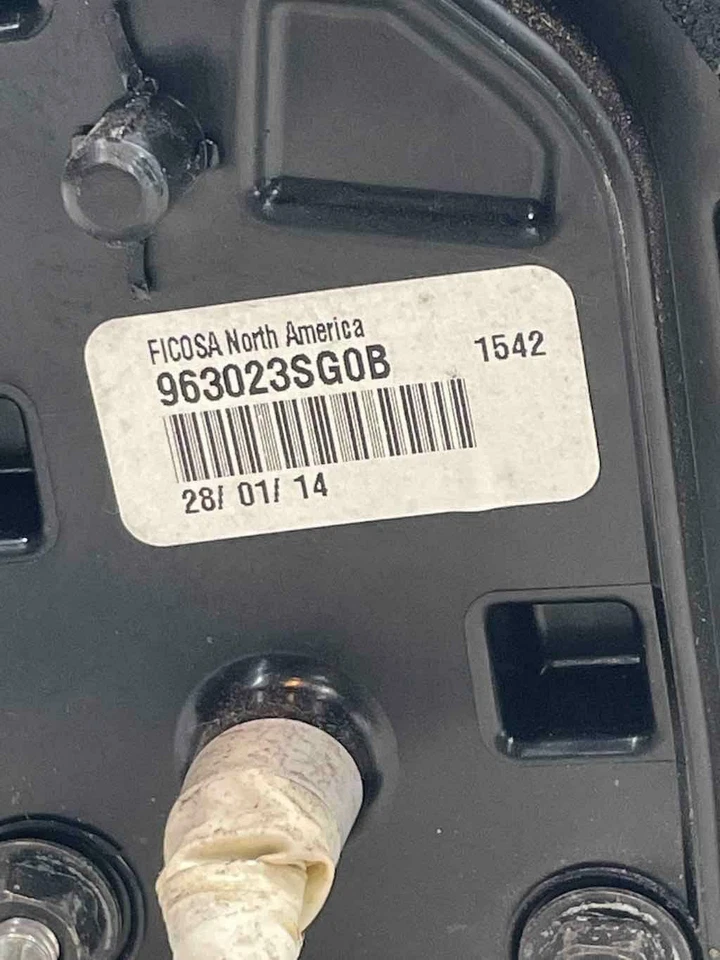 FICOSA North America
963023SG0B
1542
28/ 01/ 14